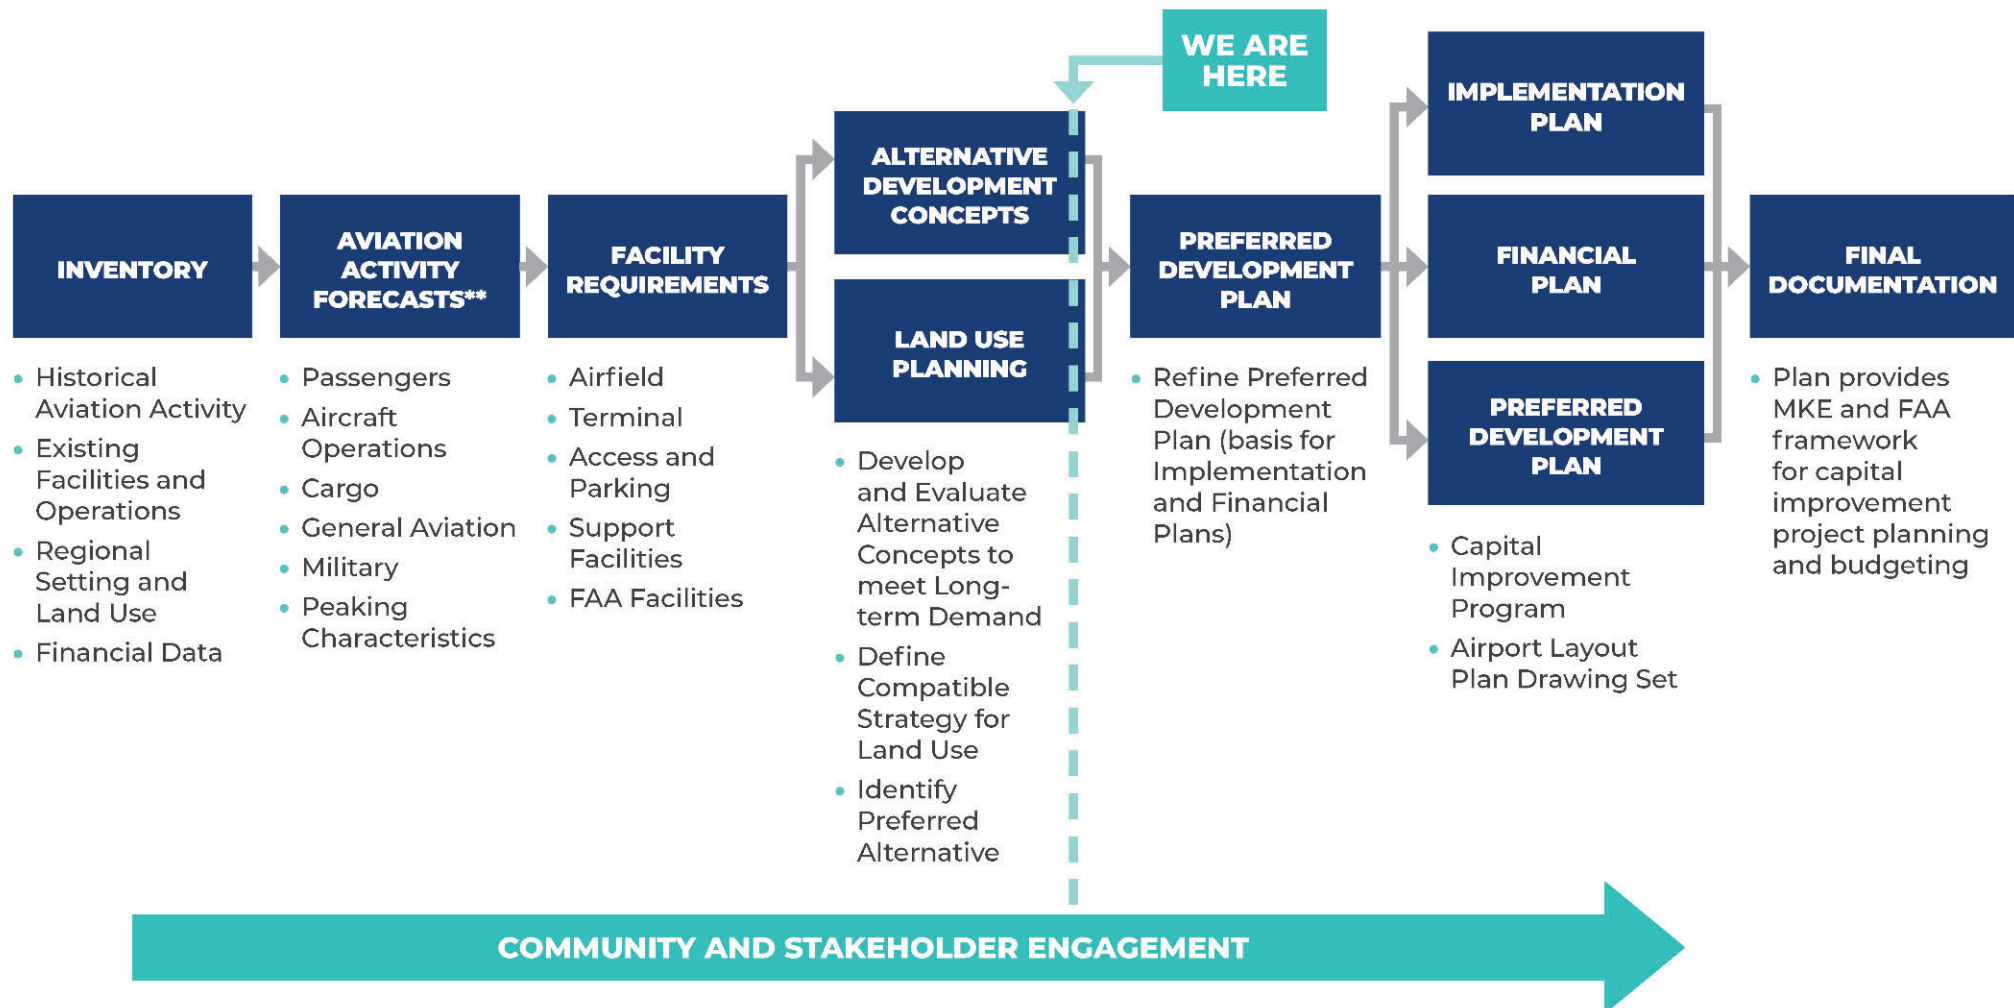 WE ARE
HERE
INVENTORY
• Historical
Aviation Activity
• Existing
Facilities and
Operations
• Regional
Setting and
Land Use
• Financial Data
AVIATION
ACTIVITY
FORECASTS**
• Passengers
• Aircraft
Operations
• Cargo
• General Aviation
• Military
• Peaking
Characteristics
FACILITY
REQUIREMENTS
• Airfield
• Terminal
• Access and
Parking
• Support
Facilities
• FAA Facilities
ALTERNATIVE
DEVELOPMENT
CONCEPTS
LAND USE
PLANNING
• Develop
and Evaluate
Alternative
Concepts to
meet Long-
term Demand
• Define
Compatible
Strategy for
Land Use
• Identify
Preferred
Alternative
PREFERRED
DEVELOPMENT
PLAN
• Refine Preferred
Development
Plan (basis for
Implementation
and Financial
Plans)
IMPLEMENTATION
PLAN
FINANCIAL
PLAN
PREFERRED
DEVELOPMENT
PLAN
• Capital
Improvement
Program
• Airport Layout
Plan Drawing Set
FINAL
DOCUMENTATION
• Plan provides
MKE and FAA
framework
for capital
improvement
project planning
and budgeting
COMMUNITY AND STAKEHOLDER ENGAGEMENT